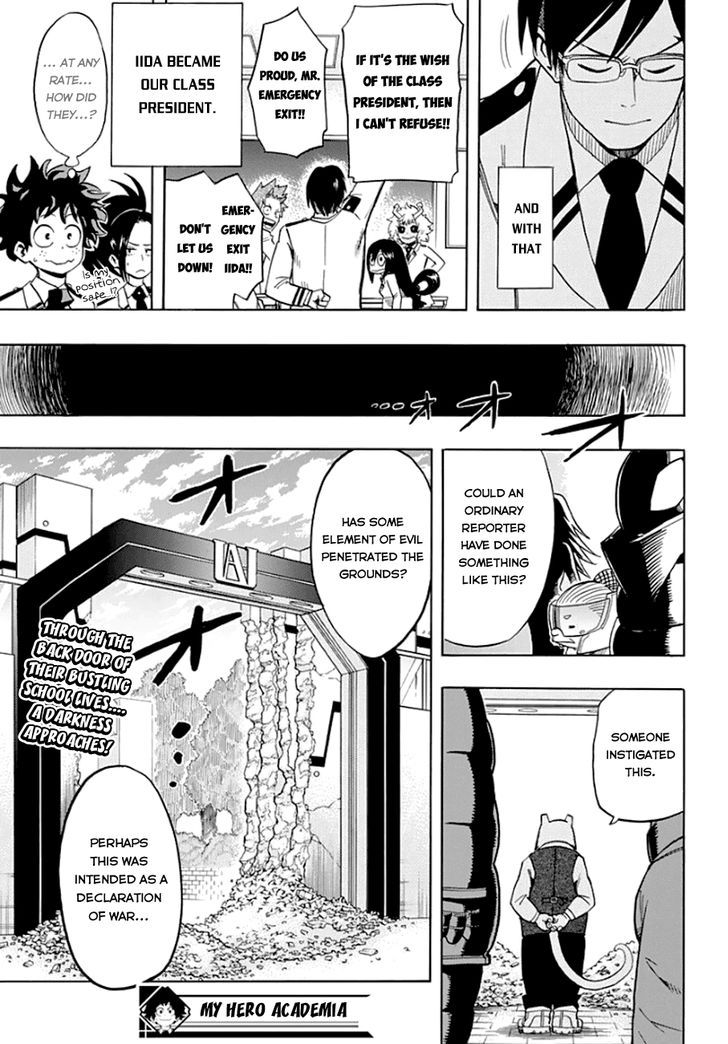 AND
WITH
THAT
IF IT'S THE WISH
OF THE CLASS
PRESIDENT, THEN
I CAN'T REFUSE!!
DO US
PROUD, MR.
EMERGENCY
EXIT!!
EMER-
GENCY
EXIT
IIDA!!
DON'T
LET US
DOWN!
IIDA BECAME
OUR CLASS
PRESIDENT.
... AT ANY
RATE...
HOW DID
THEY...?
Is my
position
safe..!?
オ
オ
オ
COULD AN
ORDINARY
REPORTER
HAVE DONE
SOMETHING
LIKE THIS?
HAS SOME
ELEMENT OF EVIL
PENETRATED THE
GROUNDS?
オ
オ
UA
THROUGH THE
BACK DOOR OF
THEIR BUSTLING
SCHOOL LIVES....
A DARKNESS
APPROACHES!
SOMEONE
INSTIGATED
THIS.
PERHAPS
THIS WAS
INTENDED AS A
DECLARATION
OF WAR...
MY HERO ACADEMIA